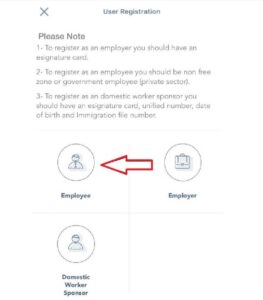 User Registration
Please Note
1- To register as an employer you should have an
esignature card.
2- To register as an employee you should be non free
zone or government employee (private sector).
3- To register as an domestic worker sponsor you
should have an esignature card, unified number, date
of birth and Immigration file number.
Employee
Employer
Domestic
Worker
Sponsor